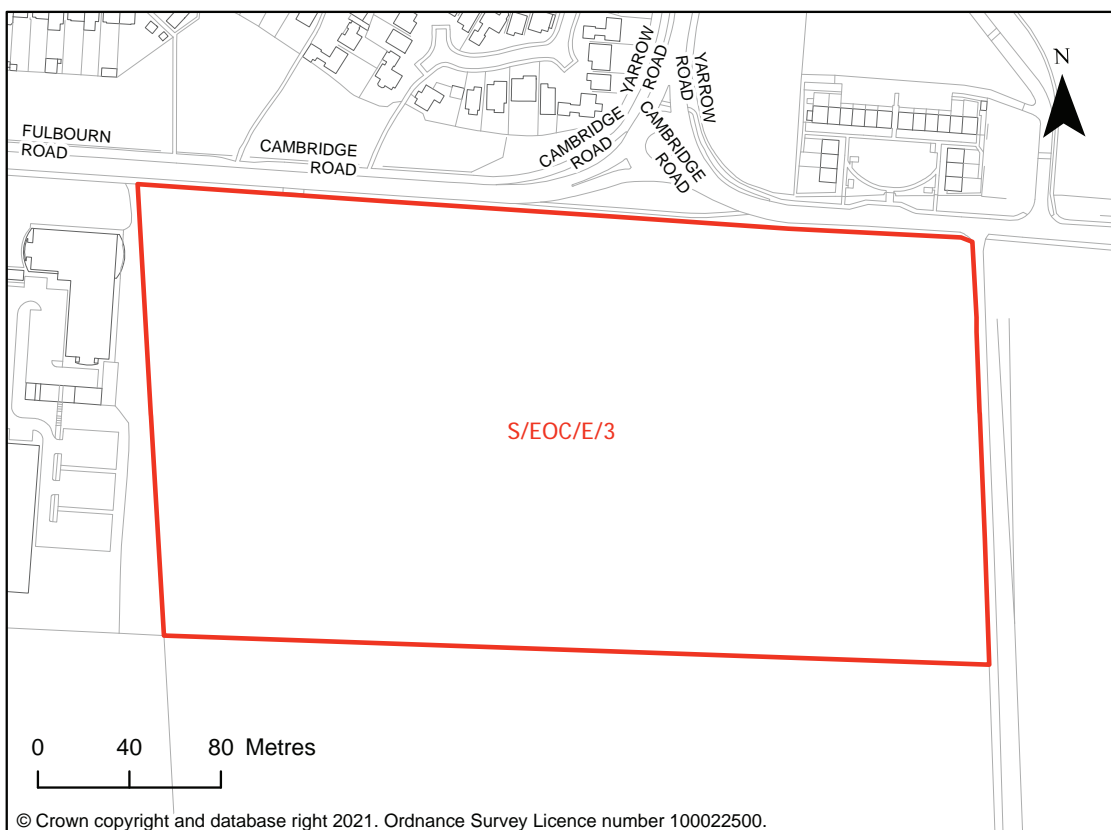 YARROW
ROAD
YARROW
ROAD
N
FULBOURN
ROAD
CAMBRIDGE
ROAD
CAMBRIDGE
ROAD
CAMBRIDGE
ROAD
S/EOC/E/3
0 40 80 Metres
© Crown copyright and database right 2021. Ordnance Survey Licence number 100022500.